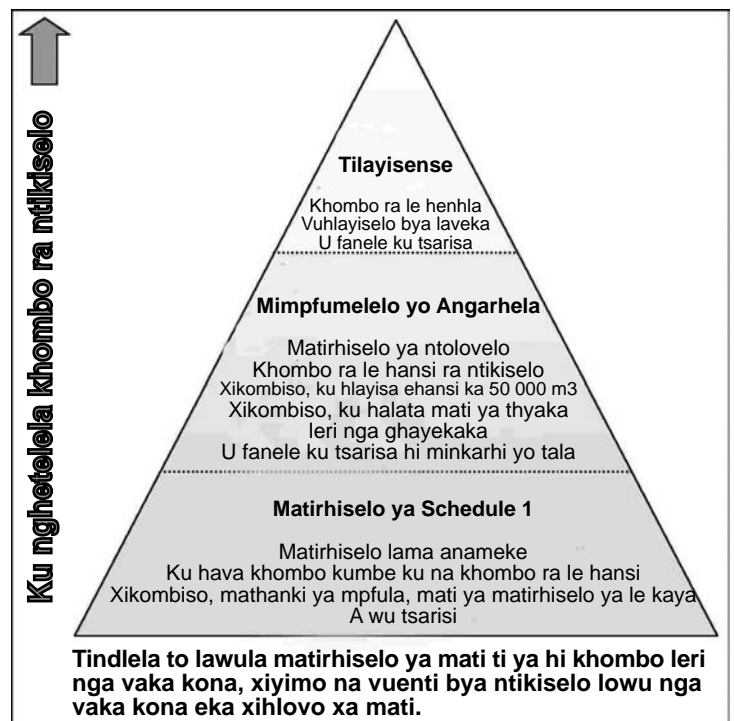 Ku nghetelela khombo ra ntikiselo
Tilayisense
Khombo ra le henhla
Vuhlayiselo bya laveka
U fanele ku tsarisa
Mimpfumelelo yo Angarhela
Matirhiselo ya ntolovelo
Khombo ra le hansi ra ntikiselo
Xikombiso, ku hlayisa ehansi ka 50 000 m3
Xikombiso, ku halata mati ya thyaka
leri nga ghayekaka
U fanele ku tsarisa hi minkarhi yo tala
Matirhiselo ya Schedule 1
Matirhiselo lama anameke
Ku hava khombo kumbe ku na khombo ra le hansi
Xikombiso, mathanki ya mpfula, mati ya matirhiselo ya le kaya
A wu tsarisi
Tindlela to lawula matirhiselo ya mati ti ya hi khombo leri
nga vaka kona, xiyimo na vuenti bya ntikiselo lowu nga
vaka kona eka xihlovo xa mati.